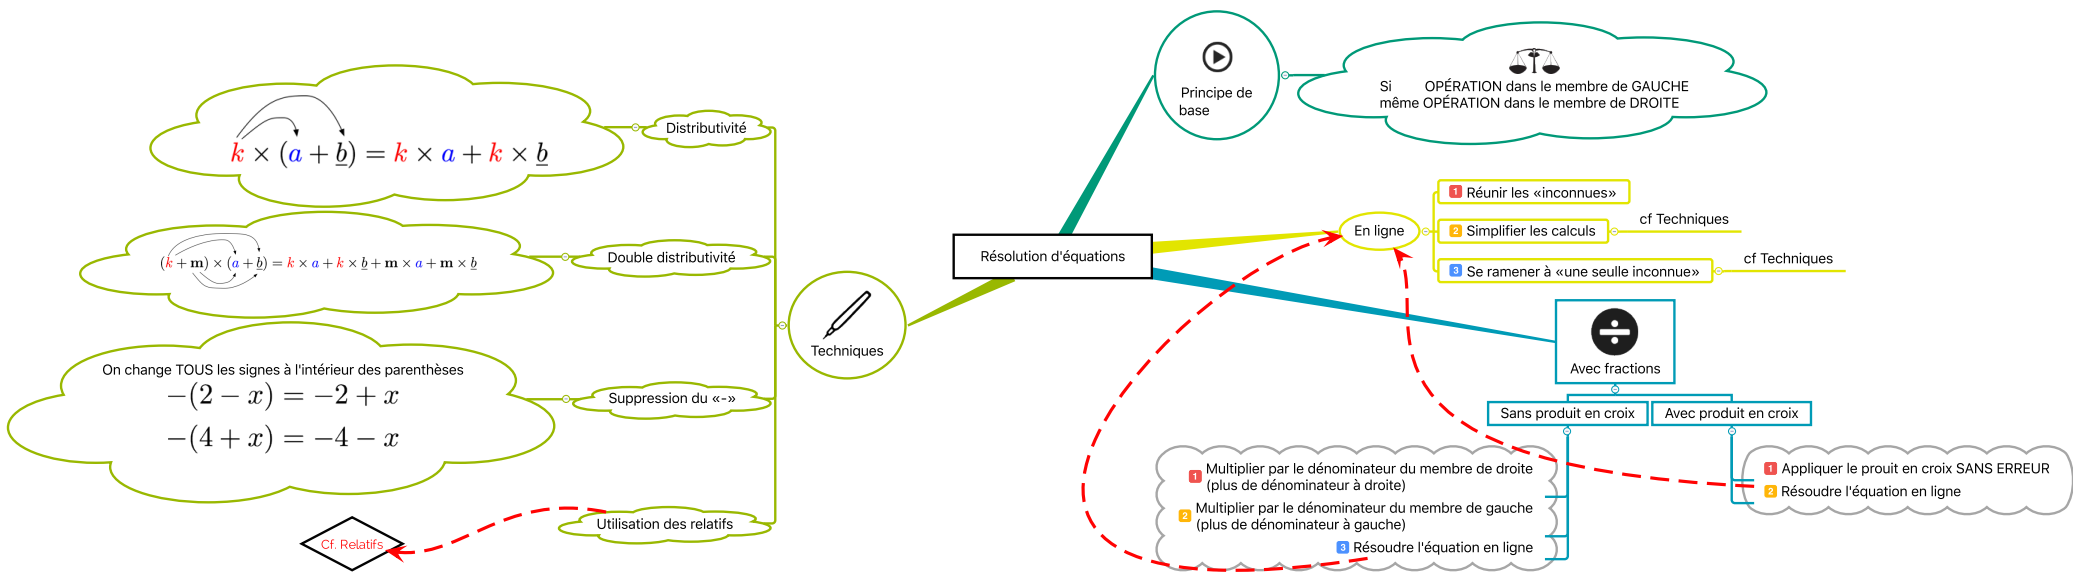 Résolution d'équations
Principe de
base
Si OPÉRATION dans le membre de GAUCHE
même OPÉRATION dans le membre de DROITE
En ligne
1 Réunir les «inconnues»
2 Simplifier les calculs
cf Techniques
3 Se ramener à «une seulle inconnue»
cf Techniques
Avec fractions
Sans produit en croix
1 Multiplier par le dénominateur du membre de droite
(plus de dénominateur à droite)
2 Multiplier par le dénominateur du membre de gauche
(plus de dénominateur à gauche)
3 Résoudre l'équation en ligne
Avec produit en croix
1 Appliquer le prouit en croix SANS ERREUR
2 Résoudre l'équation en ligne
Techniques
Distributivité
k × (a + b) = k × a + k × b
Double distributivité
(k + m) × (a + b) = k × a + k × b + m × a + m × b
Suppression du «-»
On change TOUS les signes à l'intérieur des parenthèses
−(2 − x) = −2 + x
−(4 + x) = −4 − x
Utilisation des relatifs
Cf. Relatifs